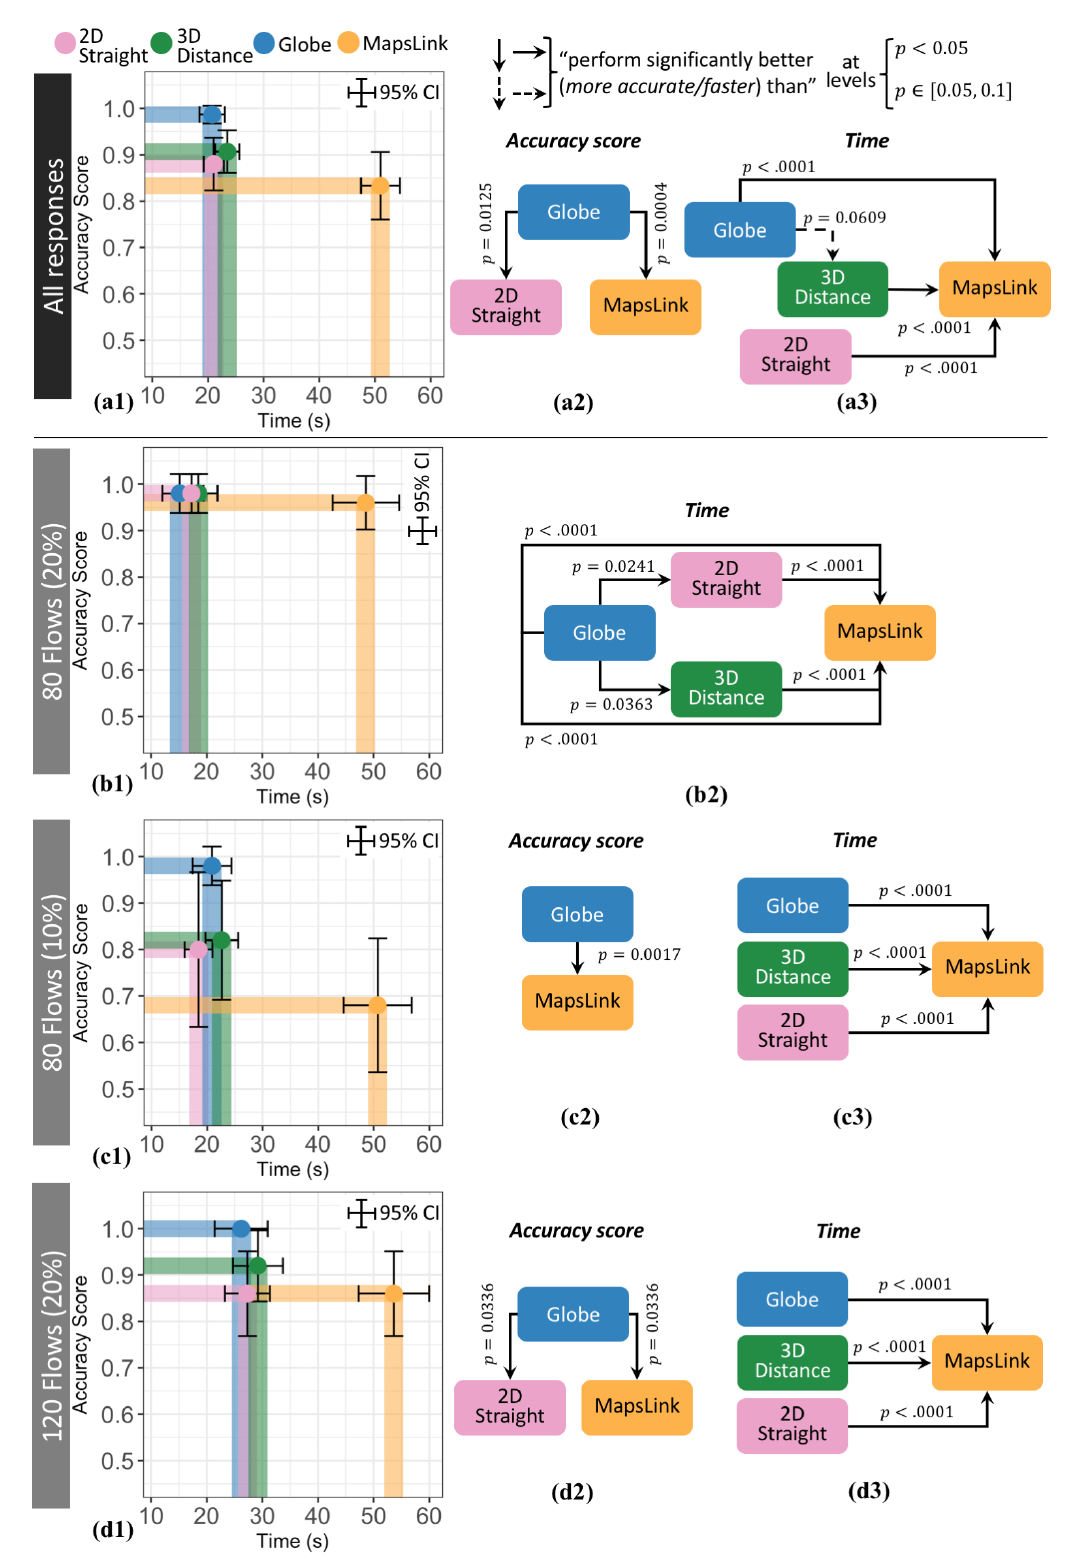 2D
Straight
3D
Distance
Globe
MapsLink
"perform significantly better
(more accurate/faster) than"
at
levels
p < 0.05
p ∈ [0.05, 0.1]
All responses
95% CI
Accuracy Score
1.0
0.9
0.8
0.7
0.6
0.5
10 20 30 40 50 60
Time (s)
(a1)
Accuracy score
p = 0.0125
Globe
p = 0.0004
2D
Straight
MapsLink
(a2)
Time
p < .0001
Globe
p = 0.0609
3D
Distance
MapsLink
p < .0001
2D
Straight
p < .0001
(a3)
80 Flows (20%)
95% CI
Accuracy Score
1.0
0.9
0.8
0.7
0.6
0.5
10 20 30 40 50 60
Time (s)
(b1)
Time
p < .0001
p = 0.0241
2D
Straight
p < .0001
Globe
MapsLink
3D
Distance
p < .0001
p = 0.0363
p < .0001
(b2)
80 Flows (10%)
95% CI
Accuracy Score
1.0
0.9
0.8
0.7
0.6
0.5
10 20 30 40 50 60
Time (s)
(c1)
Accuracy score
Globe
p = 0.0017
MapsLink
(c2)
Time
Globe
p < .0001
3D
Distance
p < .0001
MapsLink
2D
Straight
p < .0001
(c3)
120 Flows (20%)
95% CI
Accuracy Score
1.0
0.9
0.8
0.7
0.6
0.5
10 20 30 40 50 60
Time (s)
(d1)
Accuracy score
p = 0.0336
Globe
p = 0.0336
2D
Straight
MapsLink
(d2)
Time
Globe
p < .0001
3D
Distance
p < .0001
MapsLink
2D
Straight
p < .0001
(d3)